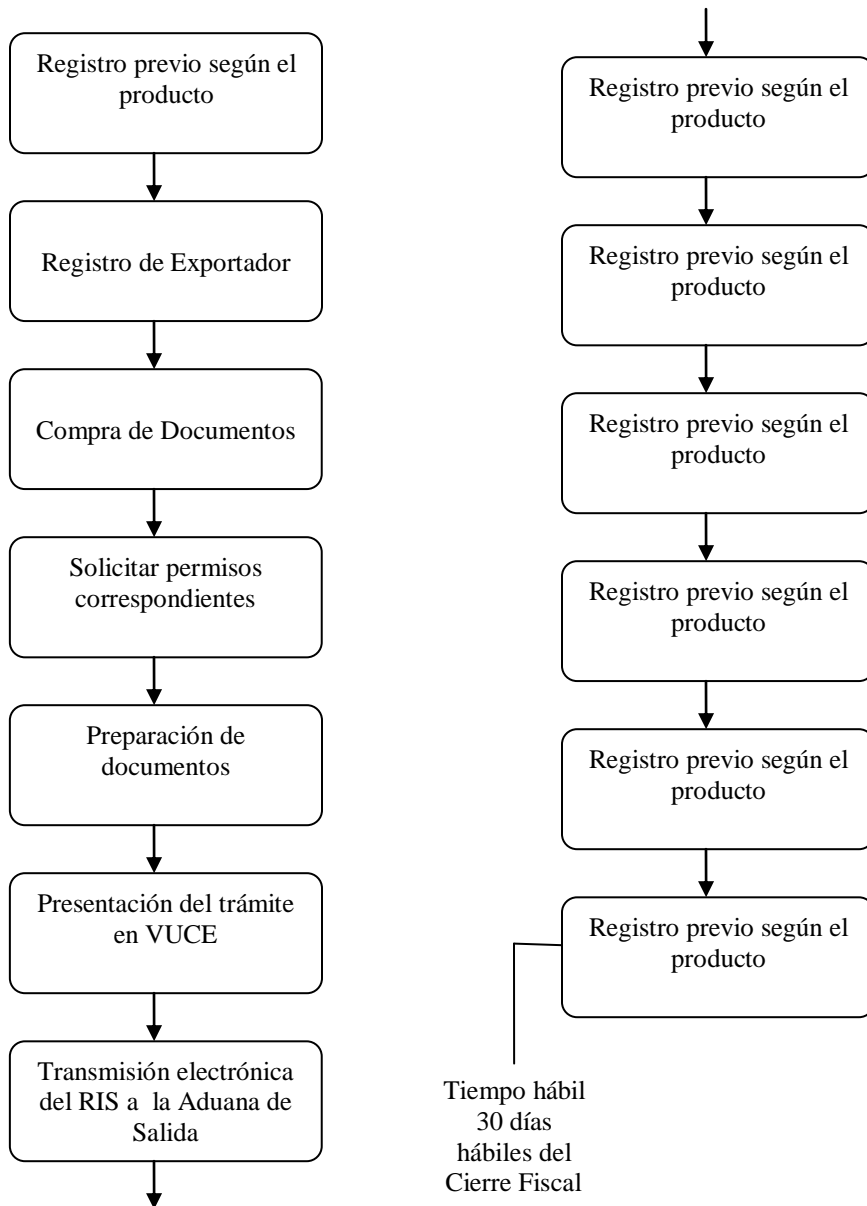 Registro previo según el
producto
Registro de Exportador
Compra de Documentos
Solicitar permisos
correspondientes
Preparación de
documentos
Presentación del trámite
en VUCE
Transmisión electrónica
del RIS a la Aduana de
Salida
Registro previo según el
producto
Registro previo según el
producto
Registro previo según el
producto
Registro previo según el
producto
Registro previo según el
producto
Registro previo según el
producto
Tiempo hábil
30 días
hábiles del
Cierre Fiscal